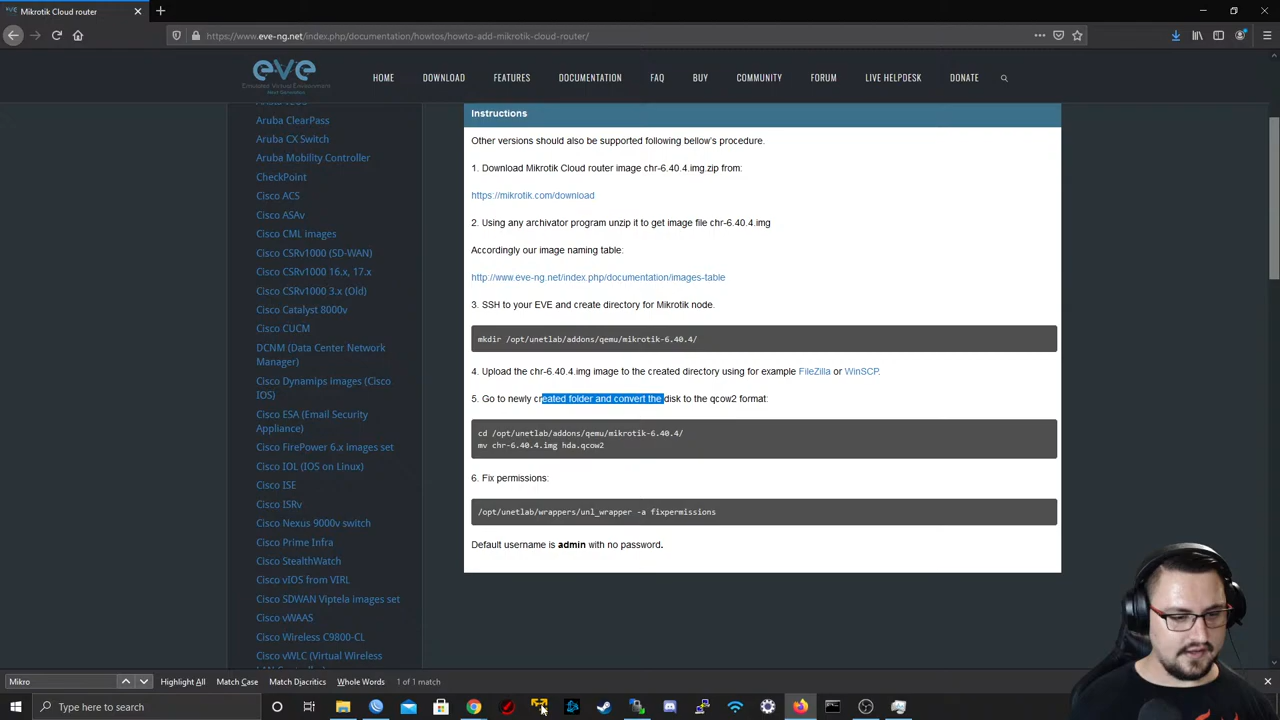 Mikrotik Cloud router
https://www.eve-ng.net/index.php/documentation/howtos/howto-add-mikrotik-cloud-router/
eve
HOME
DOWNLOAD
FEATURES
DOCUMENTATION
FAQ
BUY
COMMUNITY
FORUM
LIVE HELPDESK
DONATE
Aruba ClearPass
Aruba CX Switch
Aruba Mobility Controller
CheckPoint
Cisco ACS
Cisco ASAv
Cisco CML images
Cisco CSRv1000 (SD-WAN)
Cisco CSRv1000 16.x, 17.x
Cisco CSRv1000 3.x (Old)
Cisco Catalyst 8000v
Cisco CUCM
DCNM (Data Center Network
Manager)
Cisco Dynamips images (Cisco
IOS)
Cisco ESA (Email Security
Appliance)
Cisco FirePower 6.x images set
Cisco IOL (IOS on Linux)
Cisco ISE
Cisco ISRv
Cisco Nexus 9000v switch
Cisco Prime Infra
Cisco StealthWatch
Cisco vIOS from VIRL
Cisco SDWAN Viptela images set
Cisco vWAAS
Cisco Wireless C9800-CL
Cisco vWLC (Virtual Wireless
Instructions
Other versions should also be supported following bellow's procedure.
1. Download Mikrotik Cloud router image chr-6.40.4.img.zip from:
https://mikrotik.com/download
2. Using any archivator program unzip it to get image file chr-6.40.4.img
Accordingly our image naming table:
http://www.eve-ng.net/index.php/documentation/images-table
3. SSH to your EVE and create directory for Mikrotik node.
mkdir /opt/unetlab/addons/qemu/mikrotik-6.40.4/
4. Upload the chr-6.40.4.img image to the created directory using for example FileZilla or WinSCP.
5. Go to newly created folder and convert the disk to the qcow2 format:
cd /opt/unetlab/addons/qemu/mikrotik-6.40.4/
mv chr-6.40.4.img hda.qcow2
6. Fix permissions:
/opt/unetlab/wrappers/unl_wrapper -a fixpermissions
Default username is admin with no password.
Mikro
Highlight All
Match Case
Match Diacritics
Whole Words
1 of 1 match
Type here to search